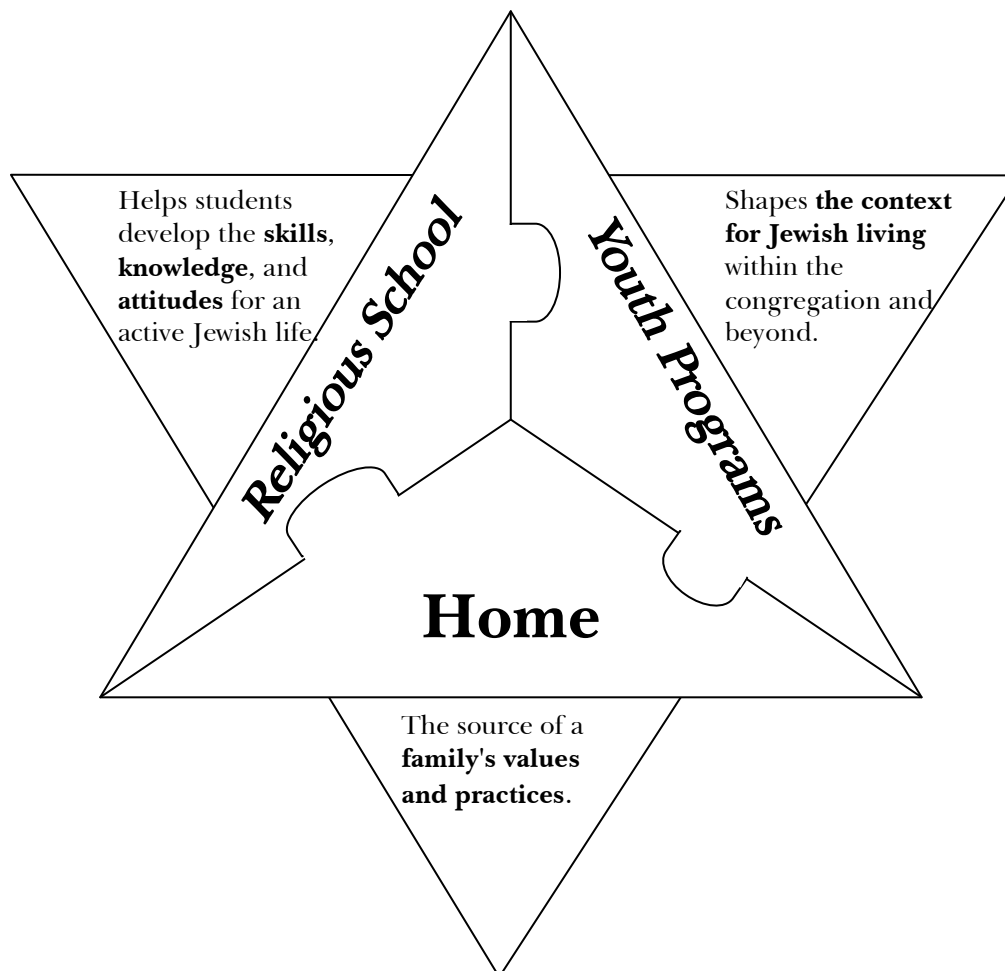 Helps students
develop the skills,
knowledge, and
attitudes for an
active Jewish life.
Religious School
Youth Programs
Shapes the context
for Jewish living
within the
congregation and
beyond.
Home
The source of a
family's values
and practices.